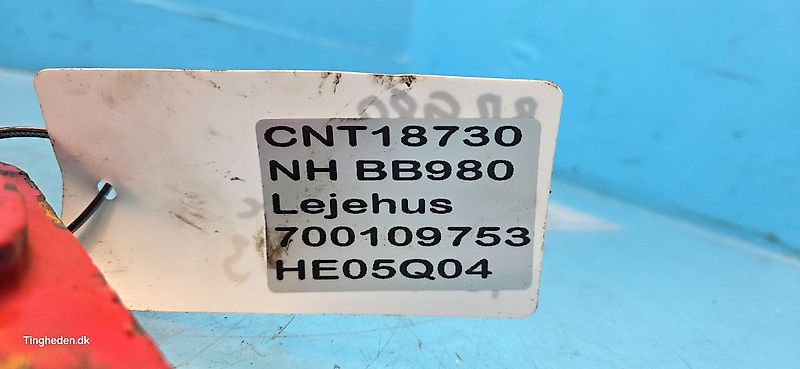 CNT18730
NH BB980
Lejehus
700109753
HE05Q04
Tingheden.dk